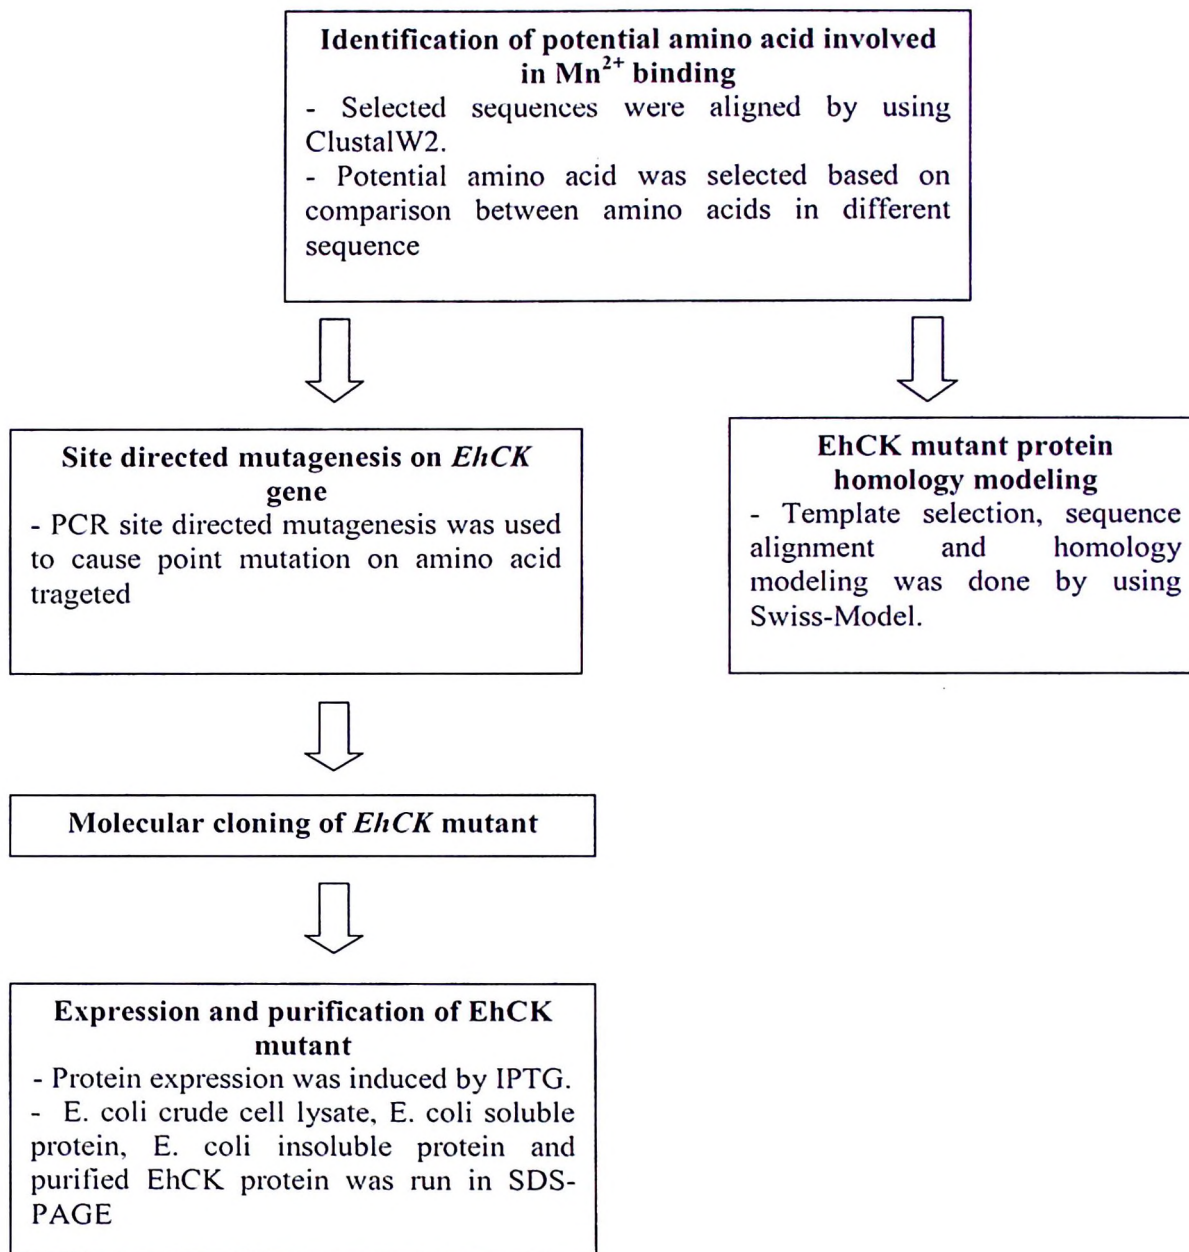 Identification of potential amino acid involved
in Mn²⁺ binding
- Selected sequences were aligned by using
ClustalW2.
- Potential amino acid was selected based on
comparison between amino acids in different
sequence
Site directed mutagenesis on EhCK
gene
- PCR site directed mutagenesis was used
to cause point mutation on amino acid
trageted
EhCK mutant protein
homology modeling
- Template selection, sequence
alignment and homology
modeling was done by using
Swiss-Model.
Molecular cloning of EhCK mutant
Expression and purification of EhCK
mutant
- Protein expression was induced by IPTG.
- E. coli crude cell lysate, E. coli soluble
protein, E. coli insoluble protein and
purified EhCK protein was run in SDS-
PAGE